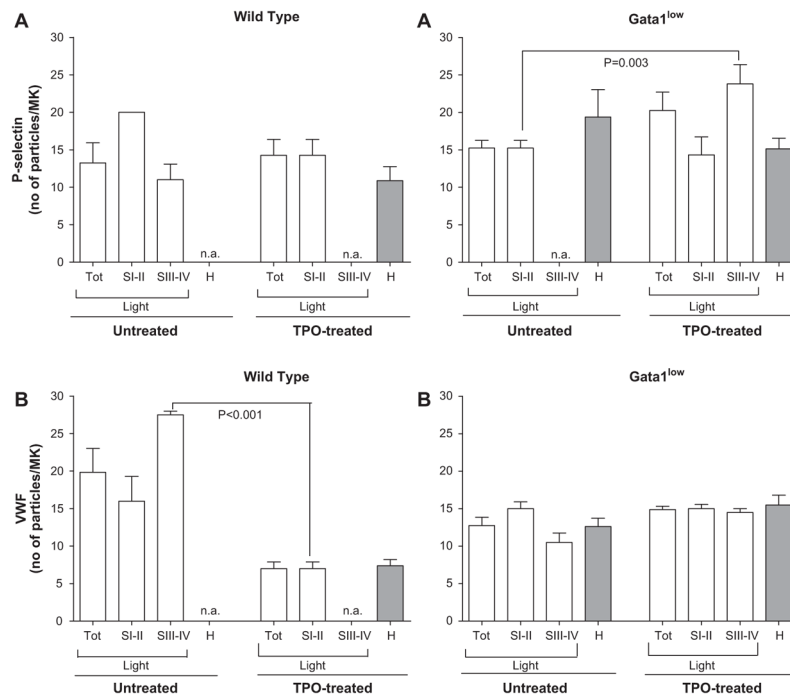 A
Wild Type
P-selectin
(no of particles/MK)
30
25
20
15
10
5
0
n.a.
n.a.
Tot SI-II SIII-IV H Tot SI-II SIII-IV H
Light Light
Untreated TPO-treated
A
Gata1low
P=0.003
30
25
20
15
10
5
0
n.a.
Tot SI-II SIII-IV H Tot SI-II SIII-IV H
Light Light
Untreated TPO-treated
B
Wild Type
VWF
(no of particles/MK)
P<0.001
30
25
20
15
10
5
0
n.a.
n.a.
Tot SI-II SIII-IV H Tot SI-II SIII-IV H
Light Light
Untreated TPO-treated
B
Gata1low
30
25
20
15
10
5
0
Tot SI-II SIII-IV H Tot SI-II SIII-IV H
Light Light
Untreated TPO-treated